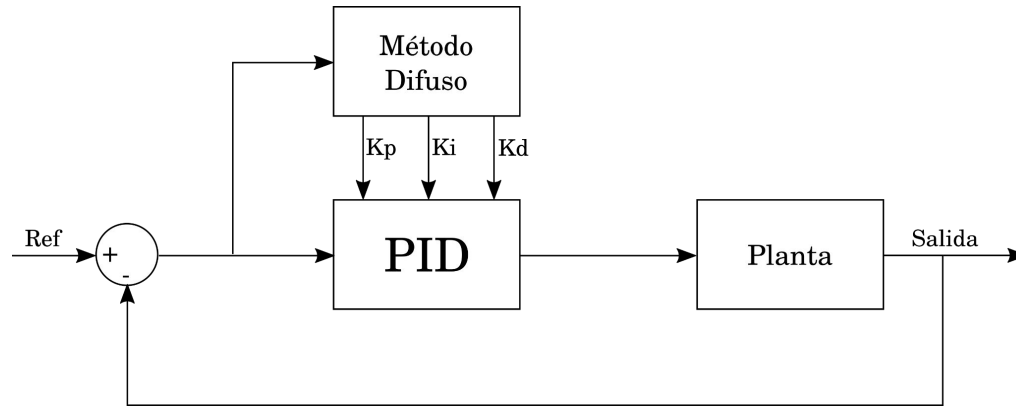 Método
Difuso
Kp
Ki
Kd
Ref
+
-
PID
Planta
Salida